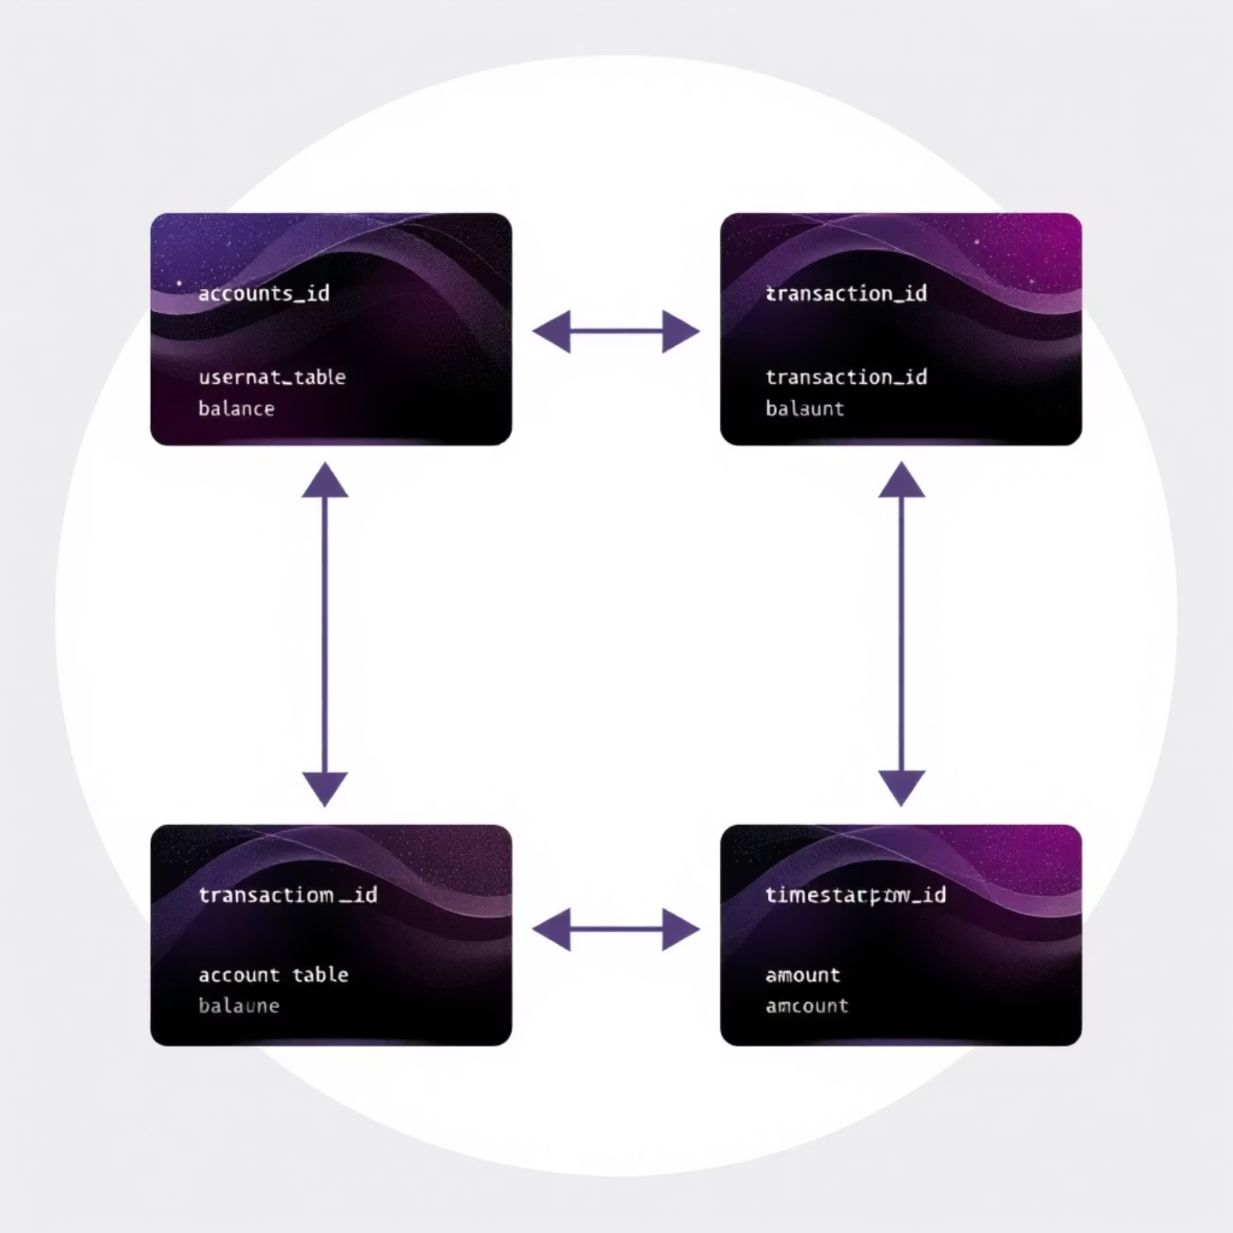 accounts_id
usernat_table
balance
transaction_id
transaction_id
balaunt
transactiom_id
account table
balaune
amount
amcount